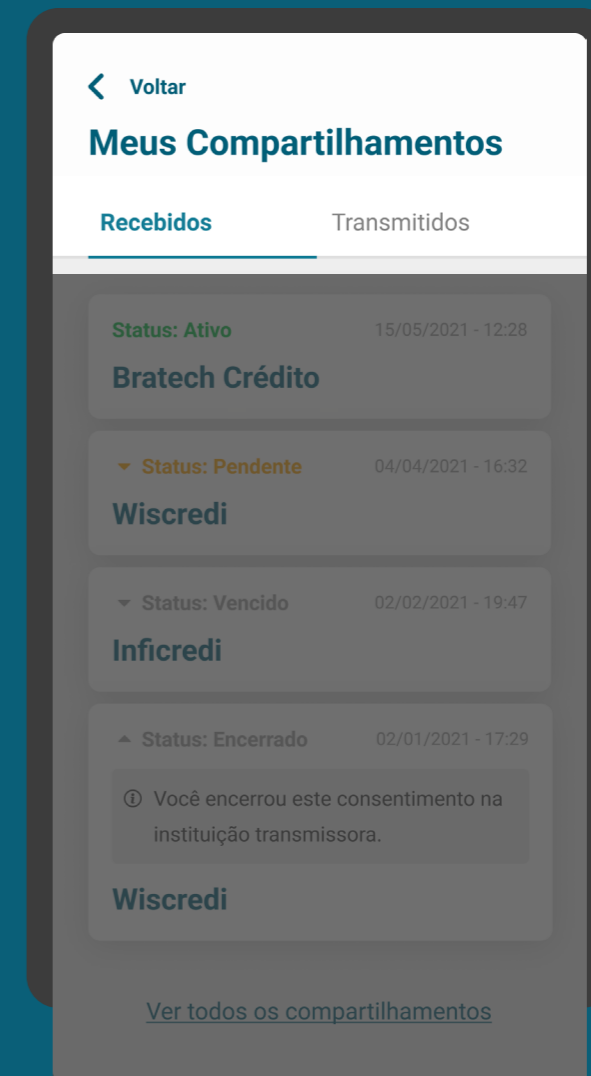 Voltar
Meus Compartilhamentos
Recebidos
Transmitidos
Status: Ativo
15/05/2021 - 12:28
Bratech Crédito
Status: Pendente
04/04/2021 - 16:32
Wiscredi
Status: Vencido
02/02/2021 - 19:47
Inficredi
Status: Encerrado
02/01/2021 - 17:29
Você encerrou este consentimento na
instituição transmissora.
Wiscredi
Ver todos os compartilhamentos